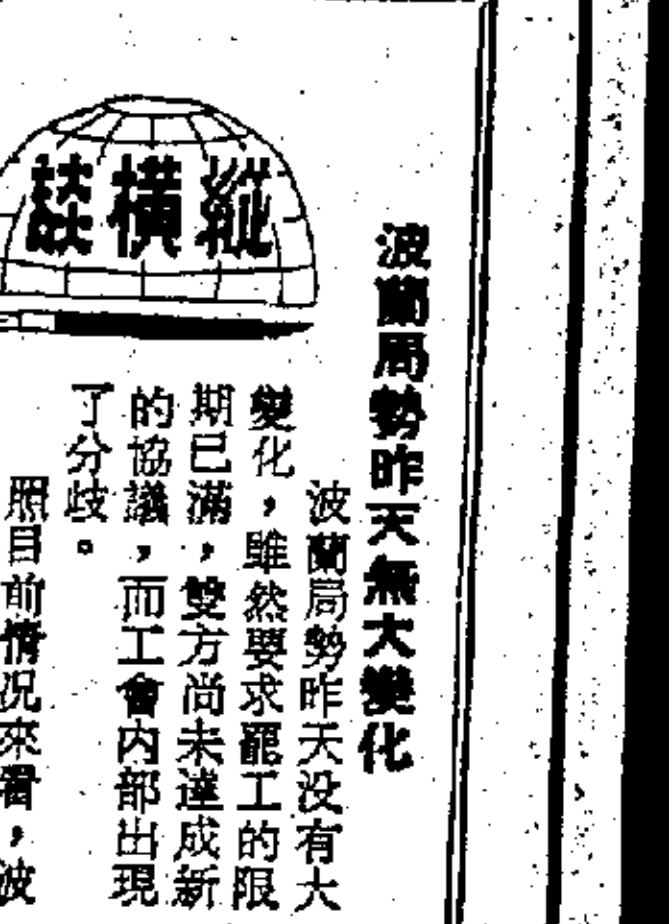 縱橫談
波蘭局勢昨天無大變化
波蘭局勢昨天没有大
變化，雖然要求罷工的限
期已滿，雙方尚未達成新
的協議，而工會内部出現
了分歧。
照目前情况來看，波